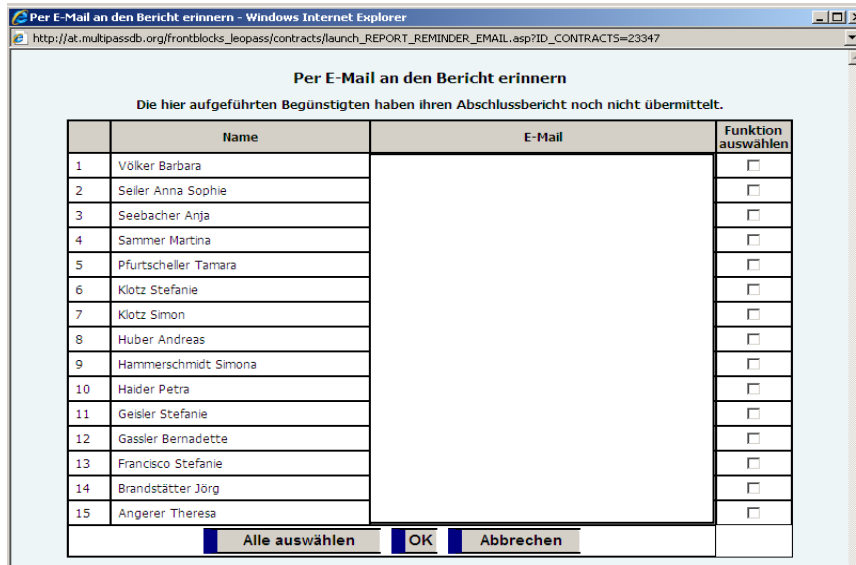 Per E-Mail an den Bericht erinnern - Windows Internet Explorer
http://at.multipassdb.org/frontblocks_leopass/contracts/launch_REPORT_REMINDER_EMAIL.asp?ID_CONTRACTS=23347
Per E-Mail an den Bericht erinnern
Die hier aufgeführten Begünstigten haben ihren Abschlussbericht noch nicht übermittelt.
Name E-Mail Funktion auswählen
1 Völker Barbara
2 Seiler Anna Sophie
3 Seebacher Anja
4 Sammer Martina
5 Pfurtscheller Tamara
6 Klotz Stefanie
7 Klotz Simon
8 Huber Andreas
9 Hammerschmidt Simona
10 Haider Petra
11 Geisler Stefanie
12 Gassler Bernadette
13 Francisco Stefanie
14 Brandstätter Jörg
15 Angerer Theresa
Alle auswählen OK Abbrechen